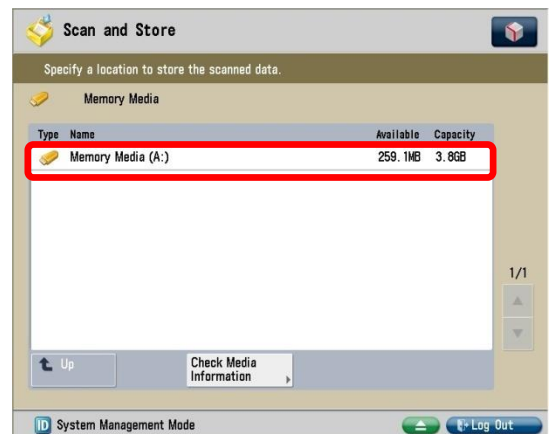 Scan and Store
Specify a location to store the scanned data.
Memory Media
Type Name Available Capacity
Memory Media (A:) 259.1MB 3.8GB
1/1
Up
Check Media
Information
ID System Management Mode
Log Out